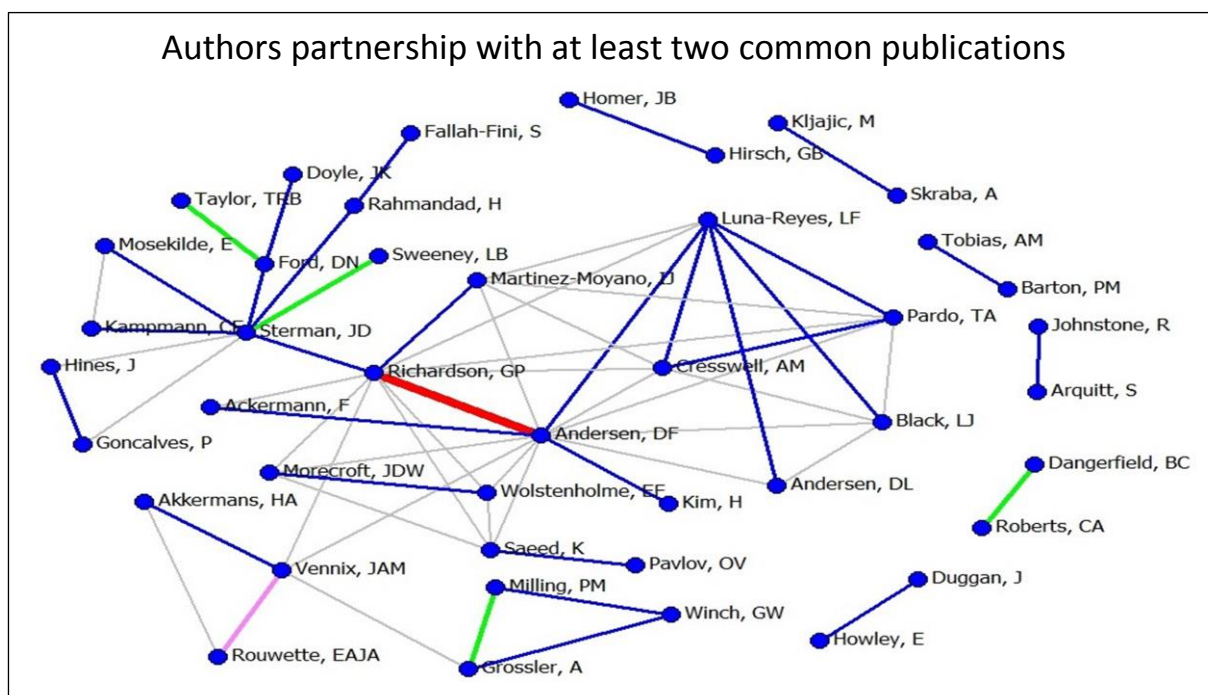 Authors partnership with at least two common publications
Homer, JB
Kljajic, M
Fallah-Fini, S
Hirsch, GB
Doyle, JK
Skraba, A
Taylor, TRB
Rahmandad, H
Luna-Reyes, LF
Tobias, AM
Mosekilde, E
Sweeney, LB
Ford, DN
Martinez-Moyano, IJ
Barton, PM
Pardo, TA
Kampmann, CE
Sterman, JD
Johnstone, R
Hines, J
Richardson, GP
Cresswell, AM
Arquitt, S
Ackermann, F
Black, LJ
Andersen, DF
Goncalves, P
Dangerfield, BC
Morecroft, JDW
Andersen, DL
Wolstenholme, EF
Akkermans, HA
Kim, H
Roberts, CA
Saeed, K
Pavlov, OV
Vennix, JAM
Duggan, J
Milling, PM
Winch, GW
Howley, E
Rouwette, EAJA
Grossler, A